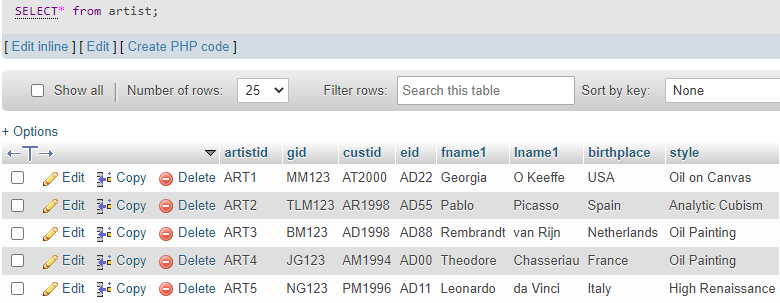 SELECT* from artist;
[ Edit inline ] [ Edit ] [ Create PHP code ]
Show all Number of rows: 25 Filter rows: Search this table Sort by key: None
+ Options
artistid gid custid eid fname1 lname1 birthplace style
Edit Copy Delete ART1 MM123 AT2000 AD22 Georgia O Keeffe USA Oil on Canvas
Edit Copy Delete ART2 TLM123 AR1998 AD55 Pablo Picasso Spain Analytic Cubism
Edit Copy Delete ART3 BM123 AD1998 AD88 Rembrandt van Rijn Netherlands Oil Painting
Edit Copy Delete ART4 JG123 AM1994 AD00 Theodore Chasseriau France Oil Painting
Edit Copy Delete ART5 NG123 PM1996 AD11 Leonardo da Vinci Italy High Renaissance